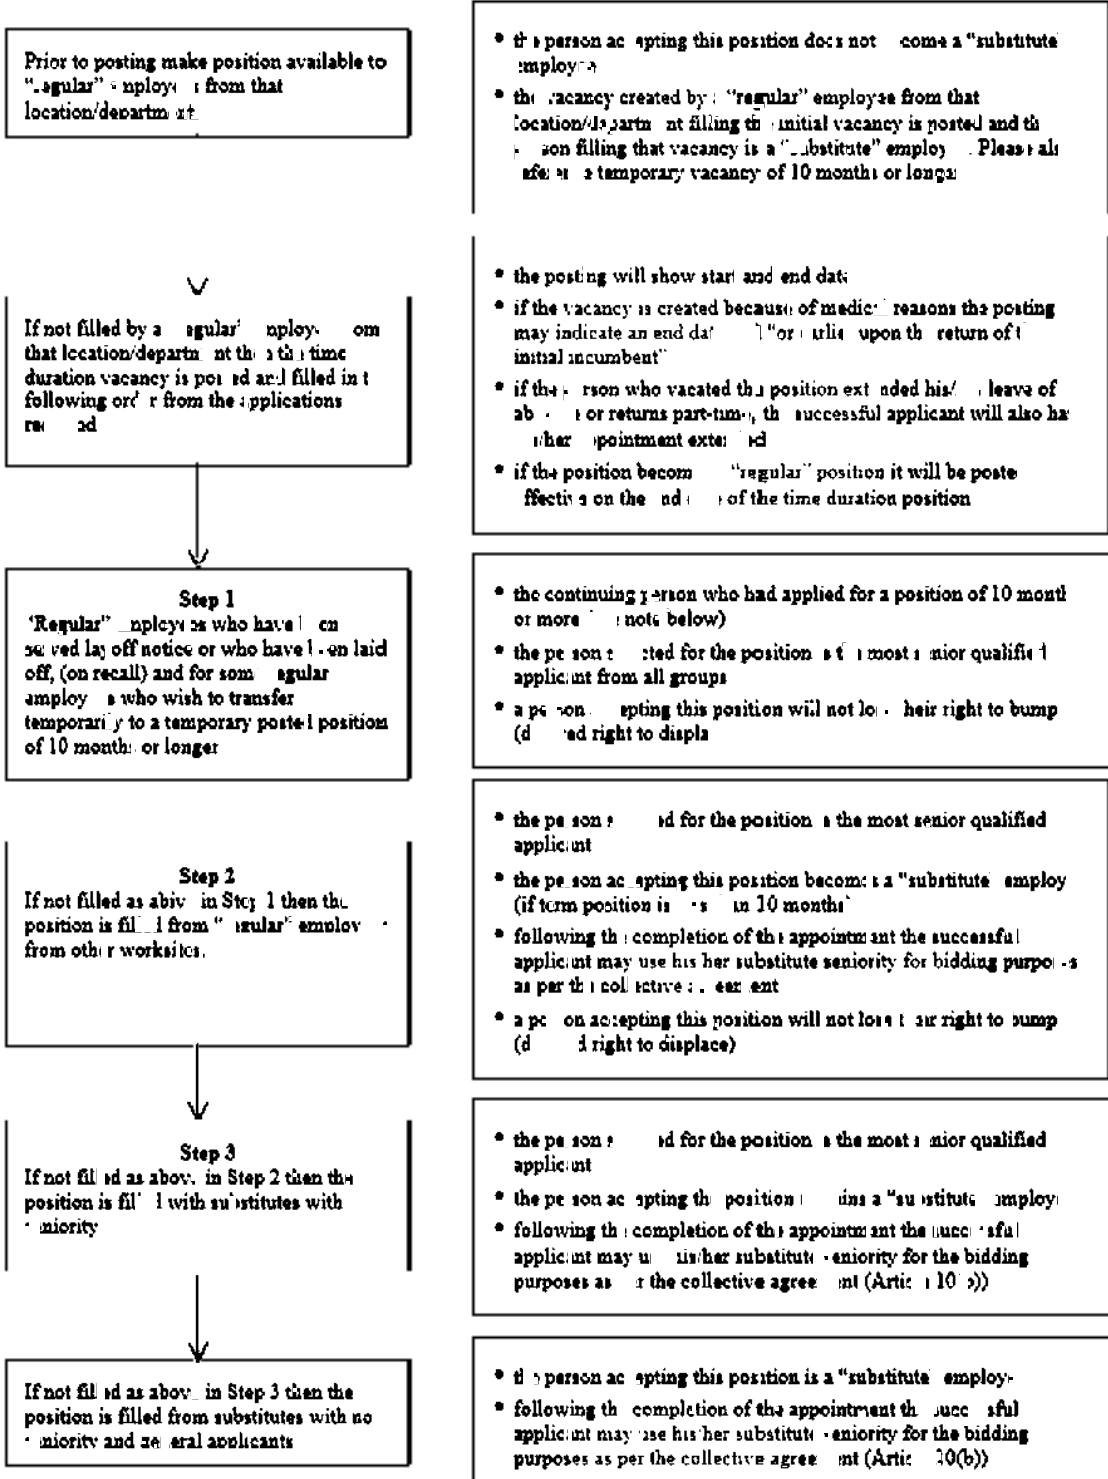 Prior to posting make position available to
"regular" employees from that
location/department
the person accepting this position does not become a "substitute"
employee
the vacancy created by a "regular" employee from that
location/department filling the initial vacancy is posted and the
person filling that vacancy is a "substitute" employee. Please also
refer to a temporary vacancy of 10 months or longer
If not filled by a "regular" employee from
that location/department then the time
duration vacancy is posted and filled in the
following order from the applications
received
the posting will show start and end date
if the vacancy is created because of medical reasons the posting
may indicate an end date "or earlier upon the return of the
initial incumbent"
if the person who vacated the position extended his/ leave of
absence or returns part-time, the successful applicant will also have
appointment extended
if the position becomes "regular" position it will be posted
effective on the end of the time duration position
Step 1
"Regular" employees who have been
served lay off notice or who have been laid
off, (on recall) and for some regular
employees who wish to transfer
temporarily to a temporary posted position
of 10 months or longer
the continuing person who had applied for a position of 10 months
or more note below)
the person selected for the position is the most senior qualified
applicant from all groups
a person accepting this position will not lose their right to bump
right to
Step 2
If not filled as abive in Step 1 then the
position is filled from "regular" employees
from other worksites.
the person for the position is the most senior qualified
applicant
the person accepting this position becomes a "substitute" employee
(if term position is 10 months
following the completion of the appointment the successful
applicant may use his her substitute seniority for bidding purposes
as per the collective agreement
a person accepting this position will not lose their right to bump
right to displace)
Step 3
If not filled as above in Step 2 then the
position is filled with substitutes with
seniority
the person for the position is the most senior qualified
applicant
the person accepting the position a "substitute" employee
following the completion of the appointment the successful
applicant may use his/her substitute seniority for the bidding
purposes as per the collective agreement (Article 10(b))
If not filled as above in Step 3 then the
position is filled from substitutes with no
seniority and general applicants
the person accepting this position is a "substitute" employee
following the completion of the appointment the successful
applicant may use his/her substitute seniority for the bidding
purposes as per the collective agreement (Article